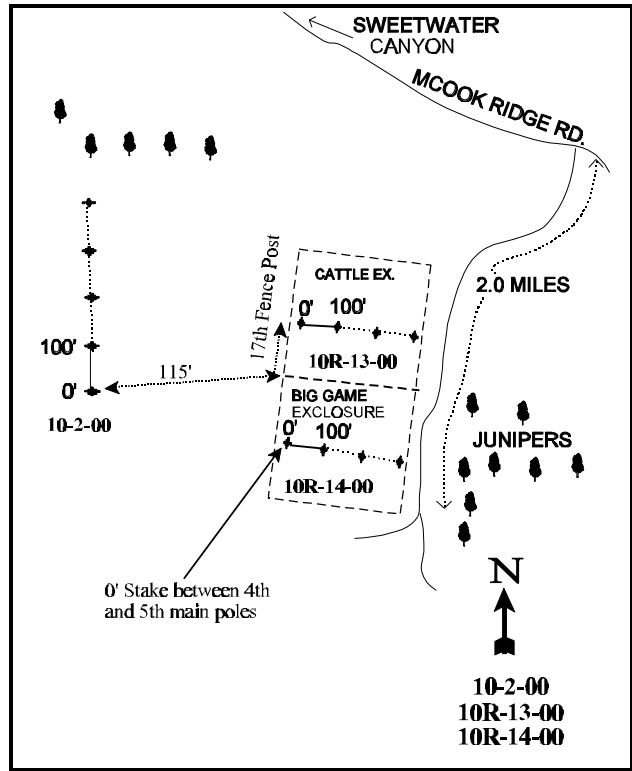 SWEETWATER
CANYON
MCOOK RIDGE RD.
2.0 MILES
17th Fence Post
CATTLE EX.
0' 100'
10R-13-00
100'
115'
0'
10-2-00
BIG GAME
EXCLOSURE
0' 100'
10R-14-00
JUNIPERS
0' Stake between 4th
and 5th main poles
N
10-2-00
10R-13-00
10R-14-00